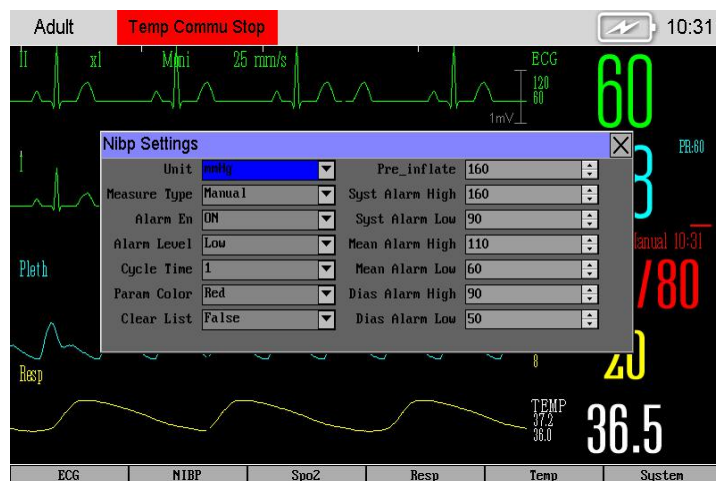 Adult Temp Commu Stop 10:31
II x1 Moni 25 mm/s ECG
120
60
60
1mV
Nibp Settings
PR:60
Unit mmHg Pre_inflate 160
I Measure Type Manual Syst Alarm High 160
Alarm En ON Syst Alarm Low 90
Alarm Level Low Mean Alarm High 110
Manual 10:31
Cycle Time 1 Mean Alarm Low 60
Pleth /80
Param Color Red Dias Alarm High 90
Clear List False Dias Alarm Low 50
8 20
Resp
TEMP
37.2
36.0
36.5
ECG NIBP Spo2 Resp Temp System